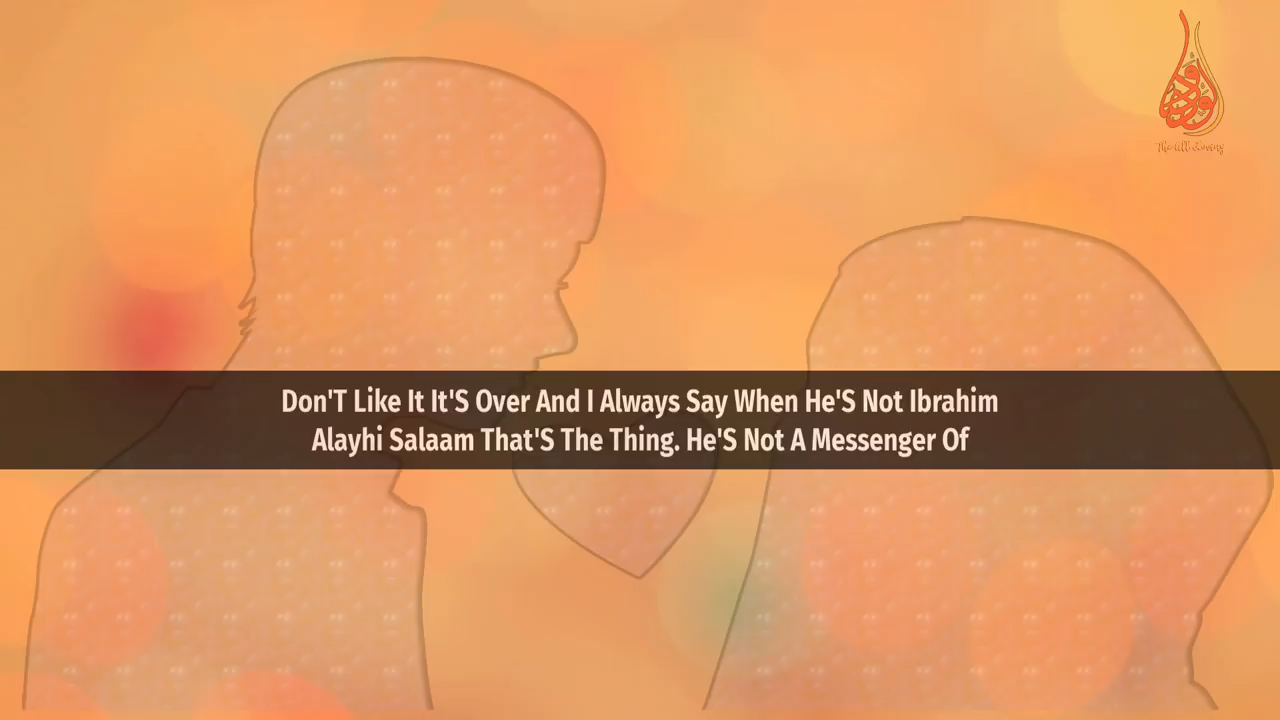 Don'T Like It It'S Over And I Always Say When He'S Not Ibrahim
Alayhi Salaam That'S The Thing. He'S Not A Messenger Of